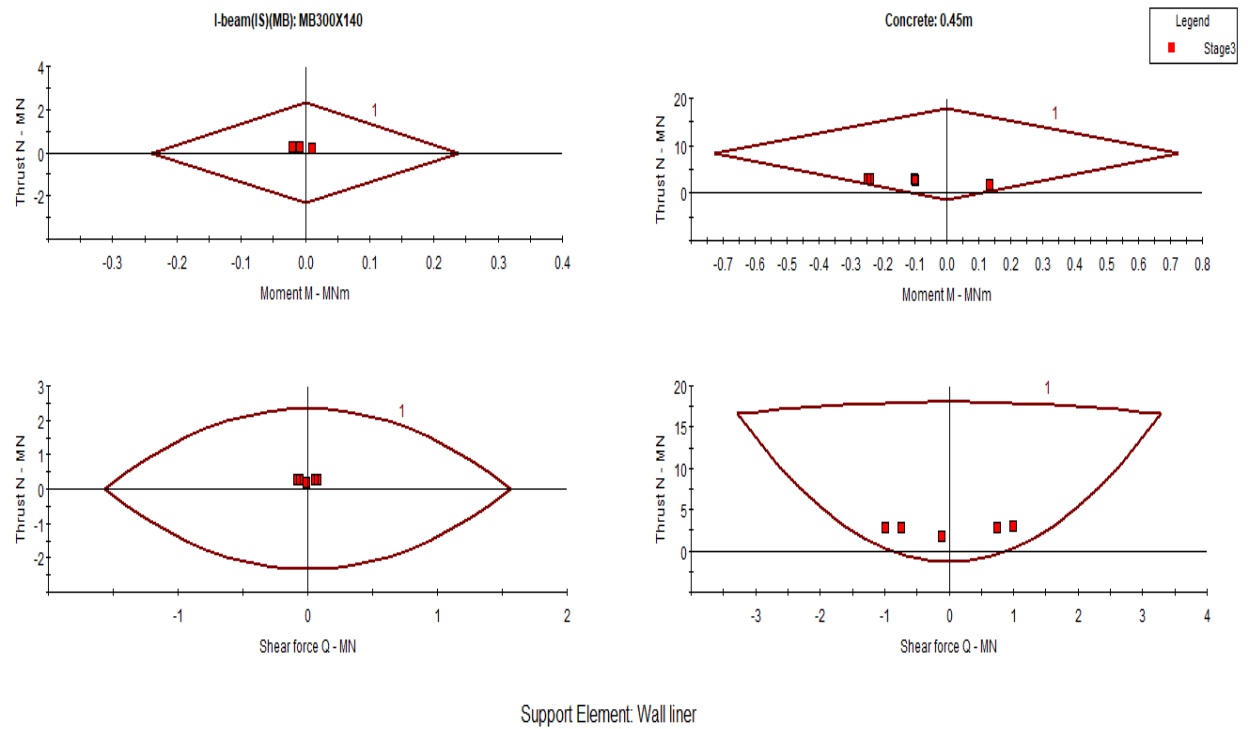 I-beam(IS)(MB): MB300X140
Concrete: 0.45m
Legend
Stage3
Thrust N - MN
4
2
0
-2
1
-0.3 -0.2 -0.1 0.0 0.1 0.2 0.3 0.4
Moment M - MNm
Thrust N - MN
20
10
0
1
-0.7 -0.6 -0.5 -0.4 -0.3 -0.2 -0.1 0.0 0.1 0.2 0.3 0.4 0.5 0.6 0.7 0.8
Moment M - MNm
Thrust N - MN
3
2
1
0
-1
-2
1
-1 0 1 2
Shear force Q - MN
Thrust N - MN
20
15
10
5
0
1
-3 -2 -1 0 1 2 3 4
Shear force Q - MN
Support Element: Wall liner